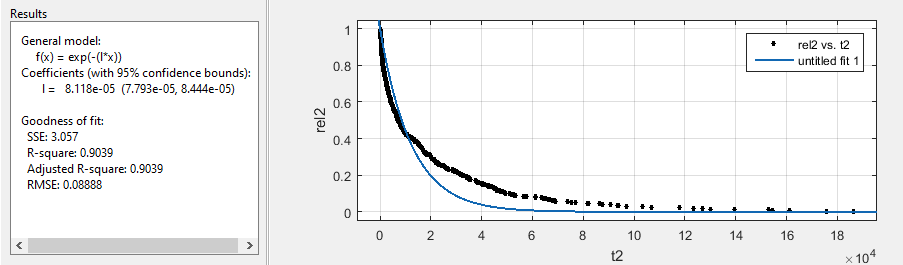 Results
General model:
f(x) = exp(-(l*x))
Coefficients (with 95% confidence bounds):
l = 8.118e-05 (7.793e-05, 8.444e-05)
Goodness of fit:
SSE: 3.057
R-square: 0.9039
Adjusted R-square: 0.9039
RMSE: 0.08888
rel2 vs. t2
untitled fit 1
1
0.8
0.6
0.4
0.2
0
rel2
0 2 4 6 8 10 12 14 16 18
t2
×10⁴